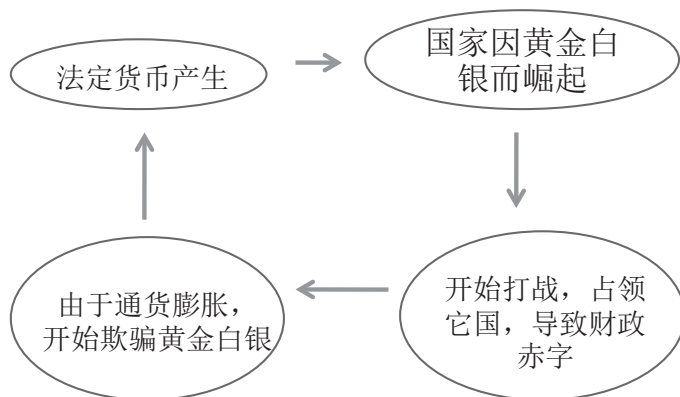 法定货币产生
国家因黄金白
银而崛起
由于通货膨胀，
开始欺骗黄金白银
开始打战，占领
它国，导致财政
赤字